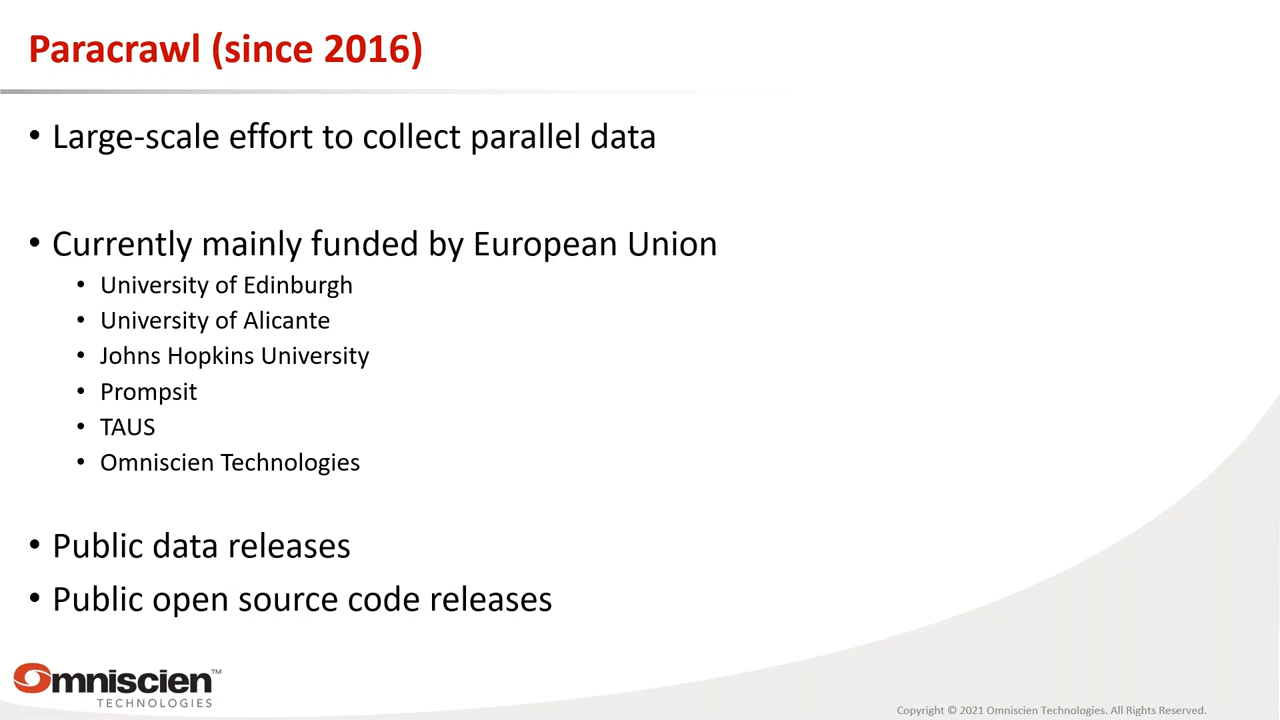 Paracrawl (since 2016)
• Large-scale effort to collect parallel data
• Currently mainly funded by European Union
• University of Edinburgh
• University of Alicante
• Johns Hopkins University
• Prompsit
• TAUS
• Omniscien Technologies
• Public data releases
• Public open source code releases
Omniscien™
TECHNOLOGIES
Copyright © 2021 Omniscien Technologies. All Rights Reserved.